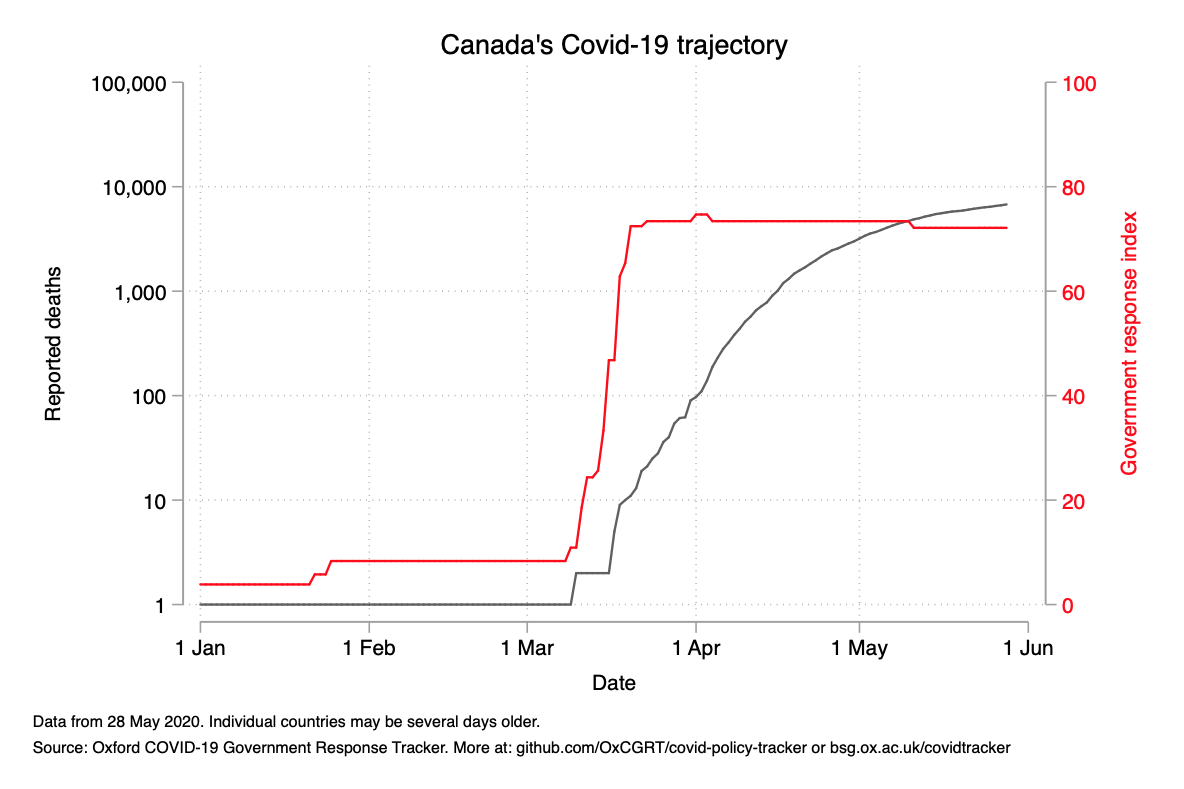 Canada's Covid-19 trajectory
100,000
10,000
1,000
100
10
1
Reported deaths
100
80
60
40
20
0
Government response index
1 Jan
1 Feb
1 Mar
1 Apr
1 May
1 Jun
Date
Data from 28 May 2020. Individual countries may be several days older.
Source: Oxford COVID-19 Government Response Tracker. More at: github.com/OxCGRT/covid-policy-tracker or bsg.ox.ac.uk/covidtracker